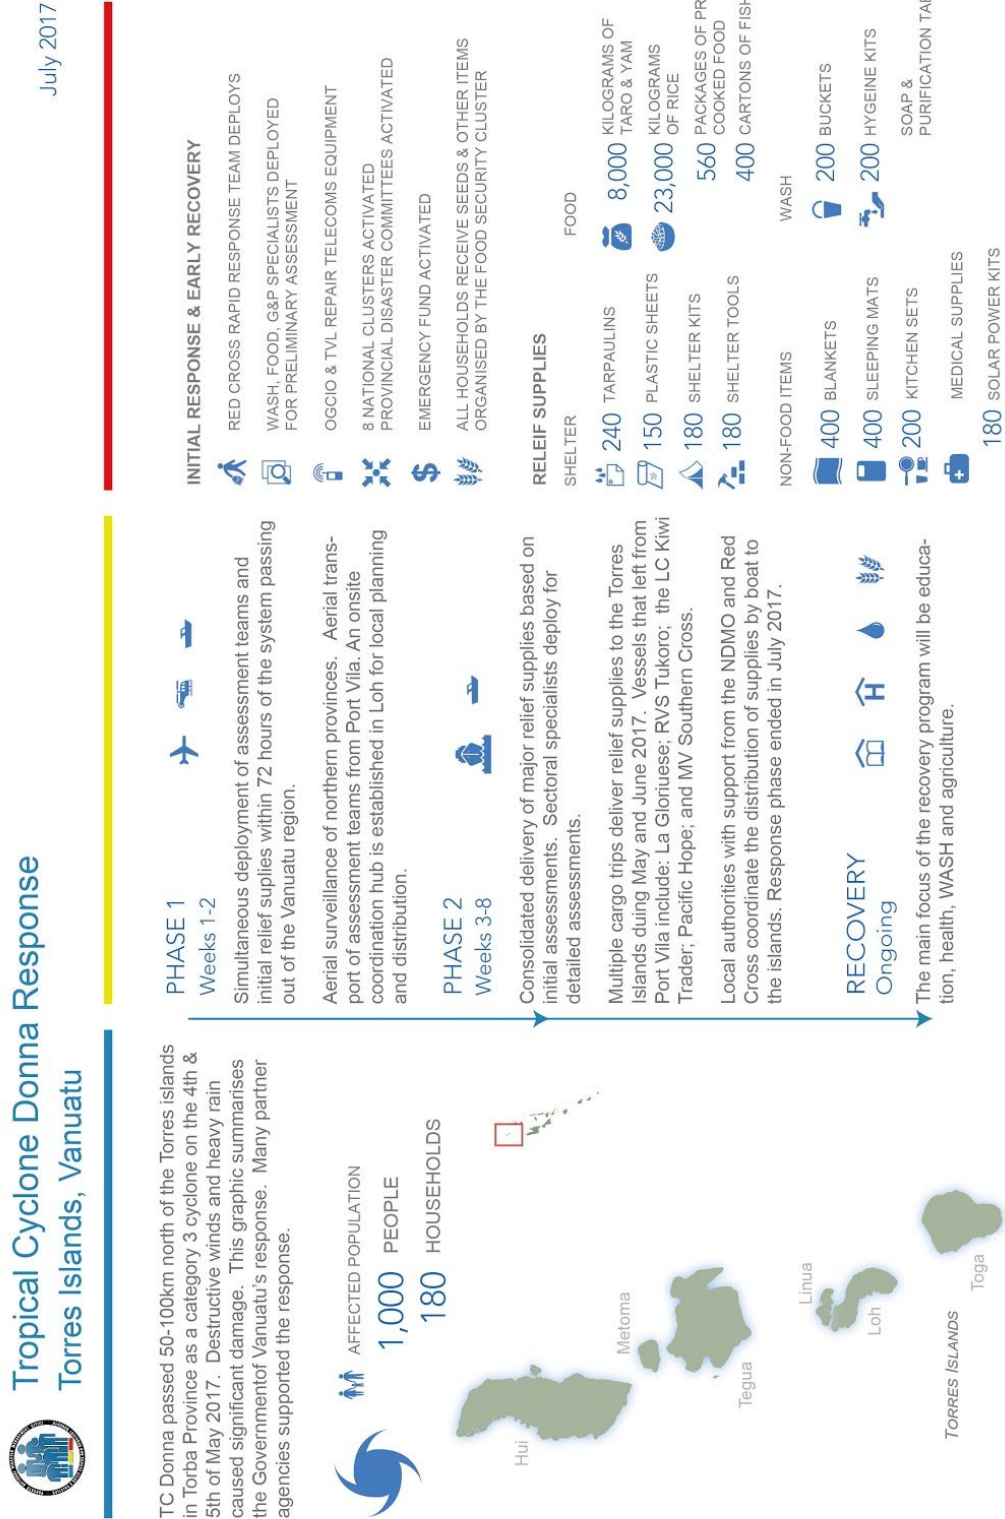 Tropical Cyclone Donna Response
Torres Islands, Vanuatu
July 2017
TC Donna passed 50-100km north of the Torres islands
in Torba Province as a category 3 cyclone on the 4th &
5th of May 2017.  Destructive winds and heavy rain
caused significant damage.  This graphic summarises
the Governmentof Vanuatu's response.  Many partner
agencies supported the response.
AFFECTED POPULATION
1,000 PEOPLE
180 HOUSEHOLDS
Hui
Metoma
Tegua
Linua
Loh
Toga
TORRES ISLANDS
PHASE 1
Weeks 1-2
Simultaneous deployment of assessment teams and
initial relief suplies within 72 hours of the system passing
out of the Vanuatu region.
Aerial surveillance of northern provinces.  Aerial trans-
port of assessment teams from Port Vila. An onsite
coordination hub is established in Loh for local planning
and distribution.
PHASE 2
Weeks 3-8
Consolidated delivery of major relief supplies based on
initial assessments.  Sectoral specialists deploy for
detailed assessments.
Multiple cargo trips deliver relief supplies to the Torres
Islands during May and June 2017.  Vessels that left from
Port Vila include: La Gloriuese; RVS Tukoro;  the LC Kiwi
Trader; Pacific Hope; and MV Southern Cross.
Local authorities with support from the NDMO and Red
Cross coordinate the distribution of supplies by boat to
the islands. Response phase ended in July 2017.
RECOVERY
Ongoing
The main focus of the recovery program will be educa-
tion, health, WASH and agriculture.
INITIAL RESPONSE & EARLY RECOVERY
RED CROSS RAPID RESPONSE TEAM DEPLOYS
WASH, FOOD, G&P SPECIALISTS DEPLOYED
FOR PRELIMINARY ASSESSMENT
OGCIO & TVL REPAIR TELECOMS EQUIPMENT
8 NATIONAL CLUSTERS ACTIVATED
PROVINCIAL DISASTER COMMITTEES ACTIVATED
EMERGENCY FUND ACTIVATED
ALL HOUSEHOLDS RECEIVE SEEDS & OTHER ITEMS
ORGANISED BY THE FOOD SECURITY CLUSTER
RELEIF SUPPLIES
SHELTER
240 TARPAULINS
150 PLASTIC SHEETS
180 SHELTER KITS
180 SHELTER TOOLS
FOOD
8,000 KILOGRAMS OF
TARO & YAM
23,000 KILOGRAMS
OF RICE
560 PACKAGES OF PR
COOKED FOOD
400 CARTONS OF FISH
NON-FOOD ITEMS
400 BLANKETS
400 SLEEPING MATS
200 KITCHEN SETS
MEDICAL SUPPLIES
180 SOLAR POWER KITS
WASH
200 BUCKETS
200 HYGEINE KITS
SOAP &
PURIFICATION TA